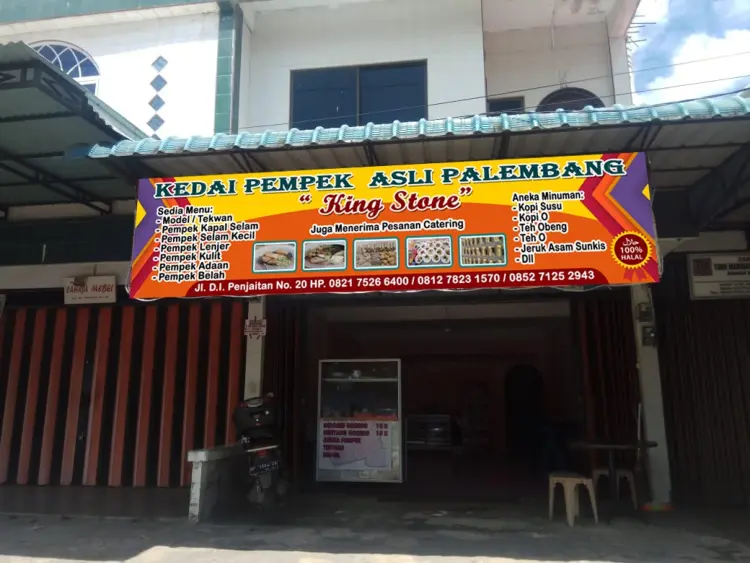 KEDAI PEMPEK ASLI PALEMBANG
"King Stone"
Juga Menerima Pesanan Catering
Sedia Menu:
- Model / Tekwan
- Pempek Kapal Selam
- Pempek Selam Kecil
- Pempek Lenjer
- Pempek Kulit
- Pempek Adaan
- Pempek Belah
Aneka Minuman:
- Kopi Susu
- Kopi O
- Teh Obeng
- Teh O
- Jeruk Asam Sunkis
- Dll
حلال
100%
HALAL
Jl. D.I. Penjaitan No. 20 HP. 0821 7526 6400 / 0812 7823 1570 / 0852 7125 2943